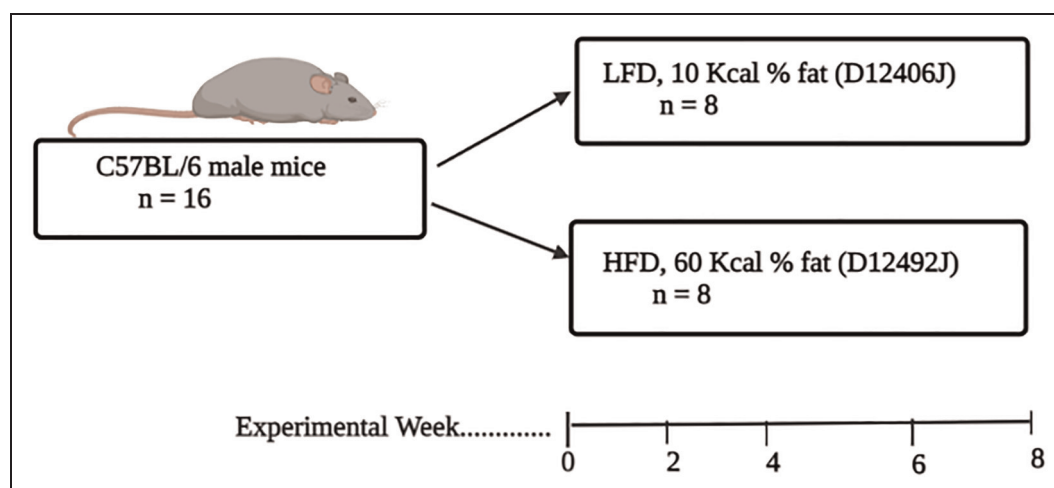 LFD, 10 Kcal % fat (D12406J)
n = 8
C57BL/6 male mice
n = 16
HFD, 60 Kcal % fat (D12492J)
n = 8
Experimental Week.............
0 2 4 6 8